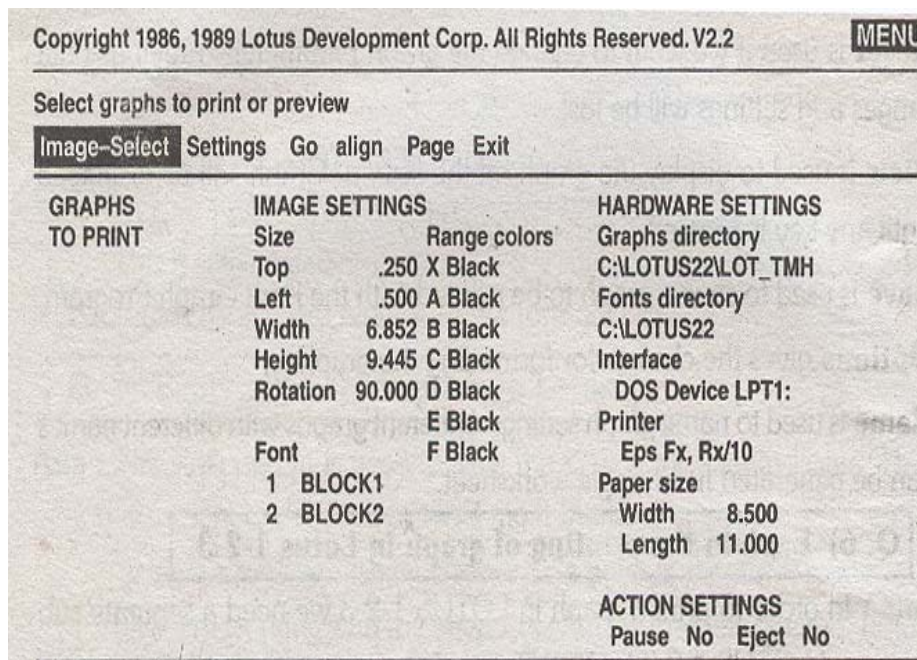 Copyright 1986, 1989 Lotus Development Corp. All Rights Reserved. V2.2 MENU
Select graphs to print or preview
Image-Select Settings Go align Page Exit
GRAPHS IMAGE SETTINGS HARDWARE SETTINGS
TO PRINT Size Range colors Graphs directory
Top .250 X Black C:\LOTUS22\LOT_TMH
Left .500 A Black Fonts directory
Width 6.852 B Black C:\LOTUS22
Height 9.445 C Black Interface
Rotation 90.000 D Black DOS Device LPT1:
E Black Printer
Font F Black Eps Fx, Rx/10
1 BLOCK1 Paper size
2 BLOCK2 Width 8.500
Length 11.000
ACTION SETTINGS
Pause No Eject No